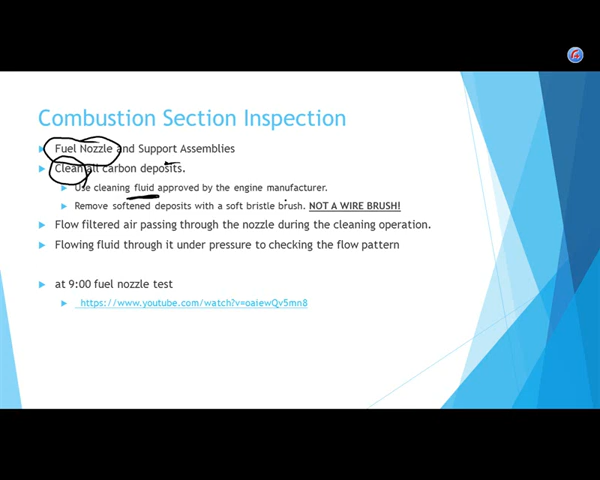 Combustion Section Inspection
Fuel Nozzle and Support Assemblies
Clean all carbon deposits.
Use cleaning fluid approved by the engine manufacturer.
Remove softened deposits with a soft bristle brush. NOT A WIRE BRUSH!
Flow filtered air passing through the nozzle during the cleaning operation.
Flowing fluid through it under pressure to checking the flow pattern
at 9:00 fuel nozzle test
https://www.youtube.com/watch?v=oaiewQv5mn8